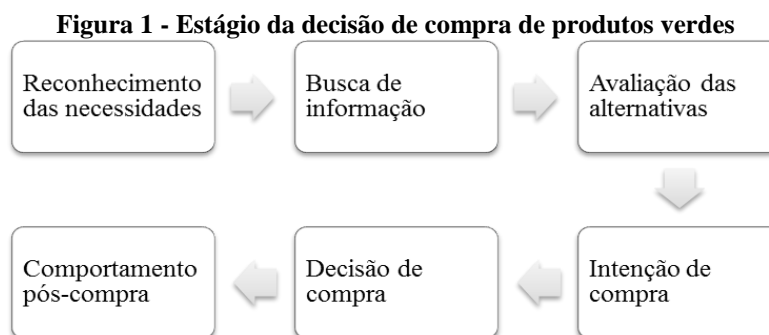 Figura 1 - Estágio da decisão de compra de produtos verdes
Reconhecimento
das necessidades
Busca de
informação
Avaliação das
alternativas
Intenção de
compra
Decisão de
compra
Comportamento
pós-compra